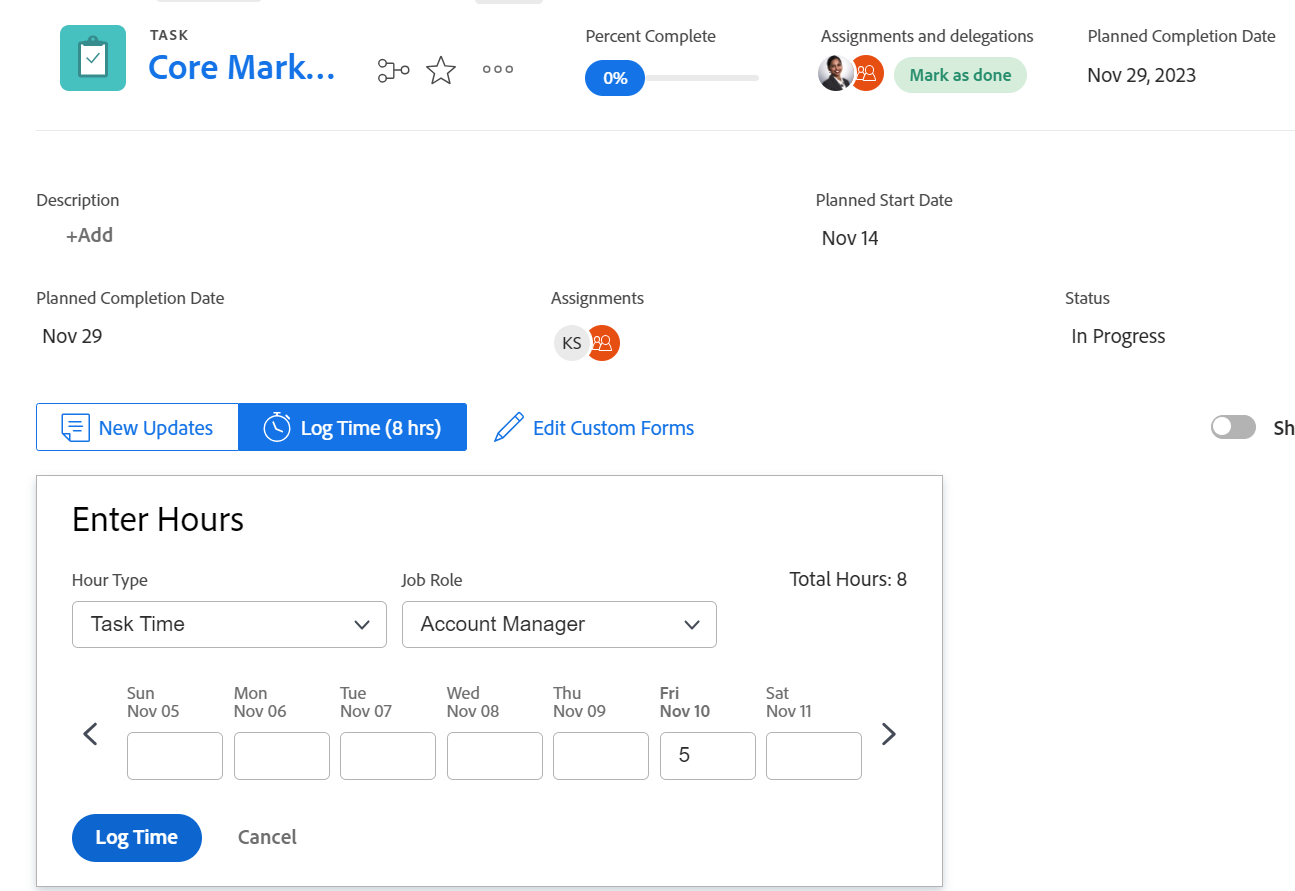 TASK
Core Mark...
Percent Complete
0%
Assignments and delegations
Mark as done
Planned Completion Date
Nov 29, 2023
Description
+Add
Planned Start Date
Nov 14
Planned Completion Date
Nov 29
Assignments
KS
Status
In Progress
New Updates
Log Time (8 hrs)
Edit Custom Forms
Sh
Enter Hours
Hour Type
Task Time
Job Role
Account Manager
Total Hours: 8
Sun
Nov 05
Mon
Nov 06
Tue
Nov 07
Wed
Nov 08
Thu
Nov 09
Fri
Nov 10
Sat
Nov 11
5
Log Time
Cancel